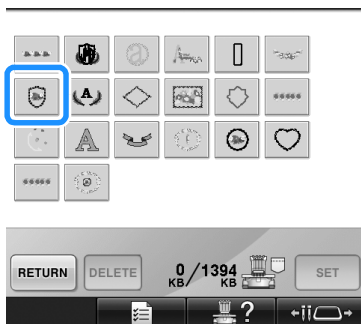 A
A
RETURN
DELETE
0/1394
KB KB
SET
?